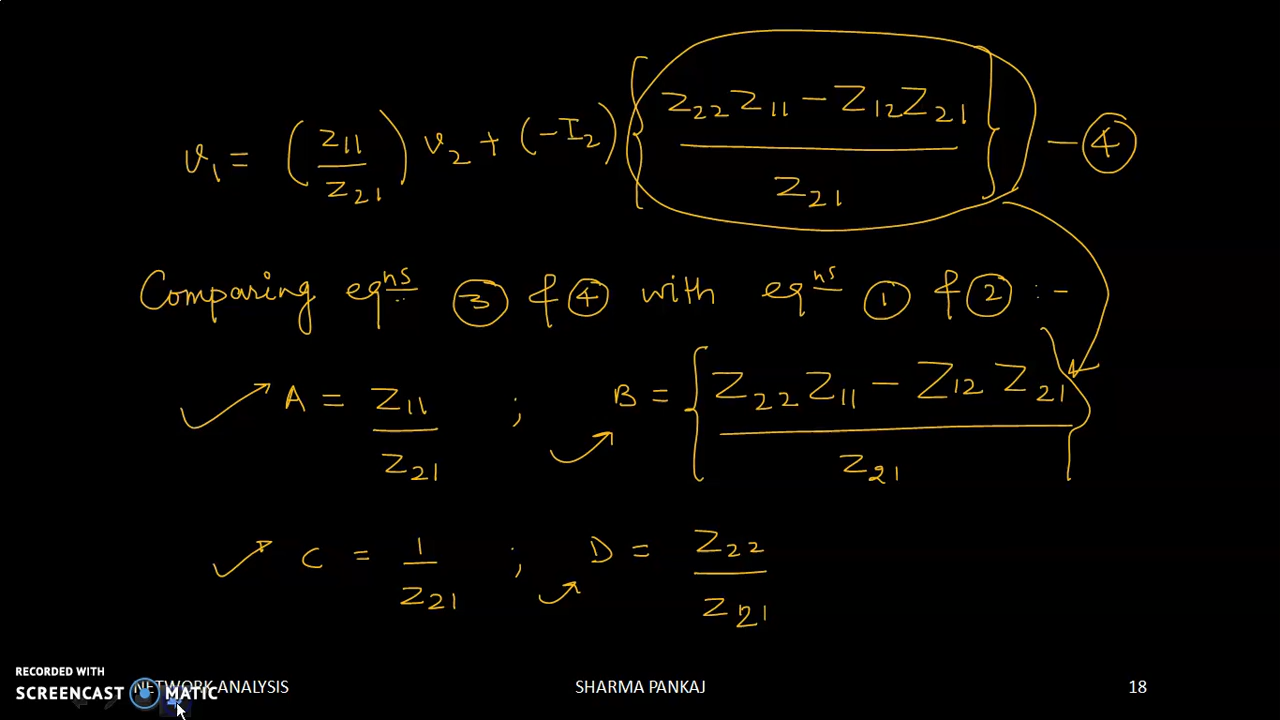 v₁ = (Z₁₁/Z₂₁) v₂ + (-I₂) {(Z₂₂Z₁₁ - Z₁₂Z₂₁)/Z₂₁} - ④
Comparing eqⁿˢ ③ & ④ with eqⁿˢ ① & ② :-
A = Z₁₁/Z₂₁ ; B = {(Z₂₂Z₁₁ - Z₁₂Z₂₁)/Z₂₁}
C = 1/Z₂₁ ; D = Z₂₂/Z₂₁
RECORDED WITH
SCREENCAST MATIC
NETWORK ANALYSIS SHARMA PANKAJ 18